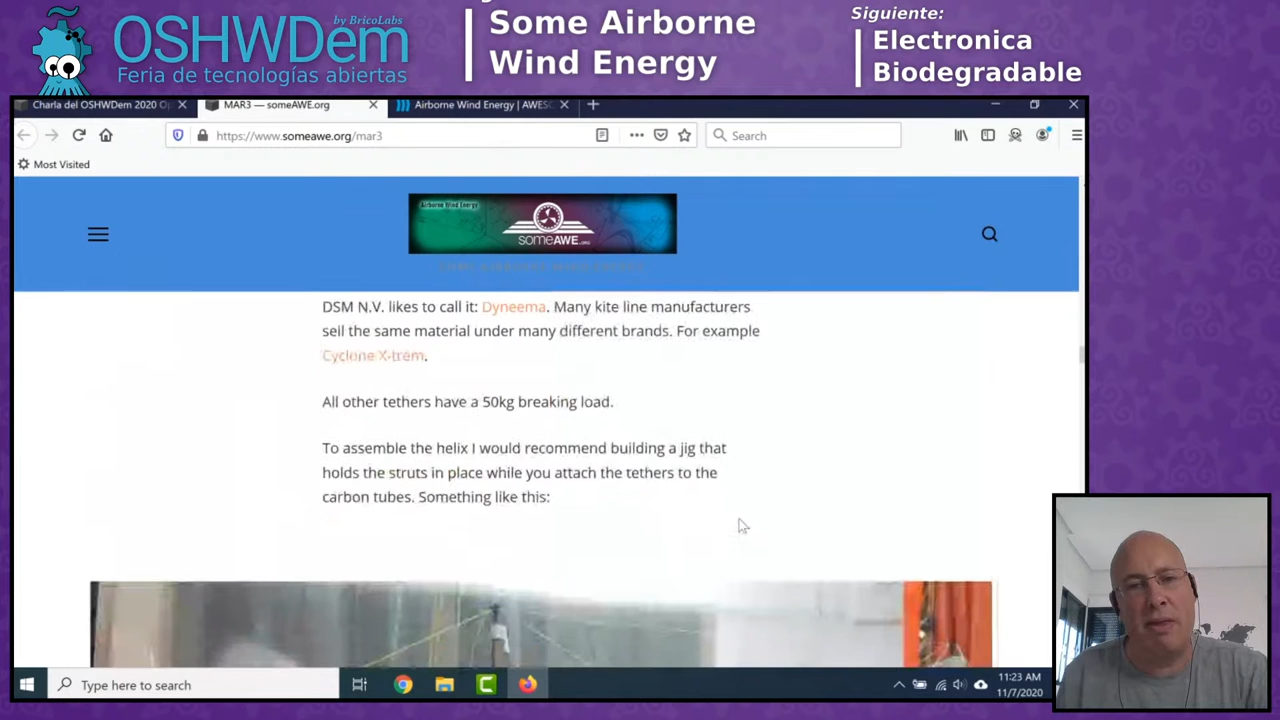 OSHWDem
by BricoLabs
Feria de tecnologías abiertas
Some Airborne
Wind Energy
Siguiente:
Electronica
Biodegradable
Charla del OSHWDem 2020 O
MAR3 — someAWE.org
Airborne Wind Energy | AWES
https://www.someawe.org/mar3
Search
Most Visited
Airborne Wind Energy
someAWE.org
DSM N.V. likes to call it: Dyneema. Many kite line manufacturers
sell the same material under many different brands. For example
Cyclone X-trem.
All other tethers have a 50kg breaking load.
To assemble the helix I would recommend building a jig that
holds the struts in place while you attach the tethers to the
carbon tubes. Something like this:
Type here to search
11:23 AM
11/7/2020